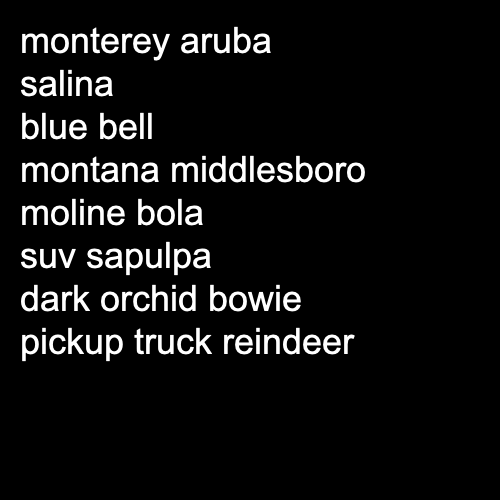 monterey aruba
salina
blue bell
montana middlesboro
moline bola
suv sapulpa
dark orchid bowie
pickup truck reindeer